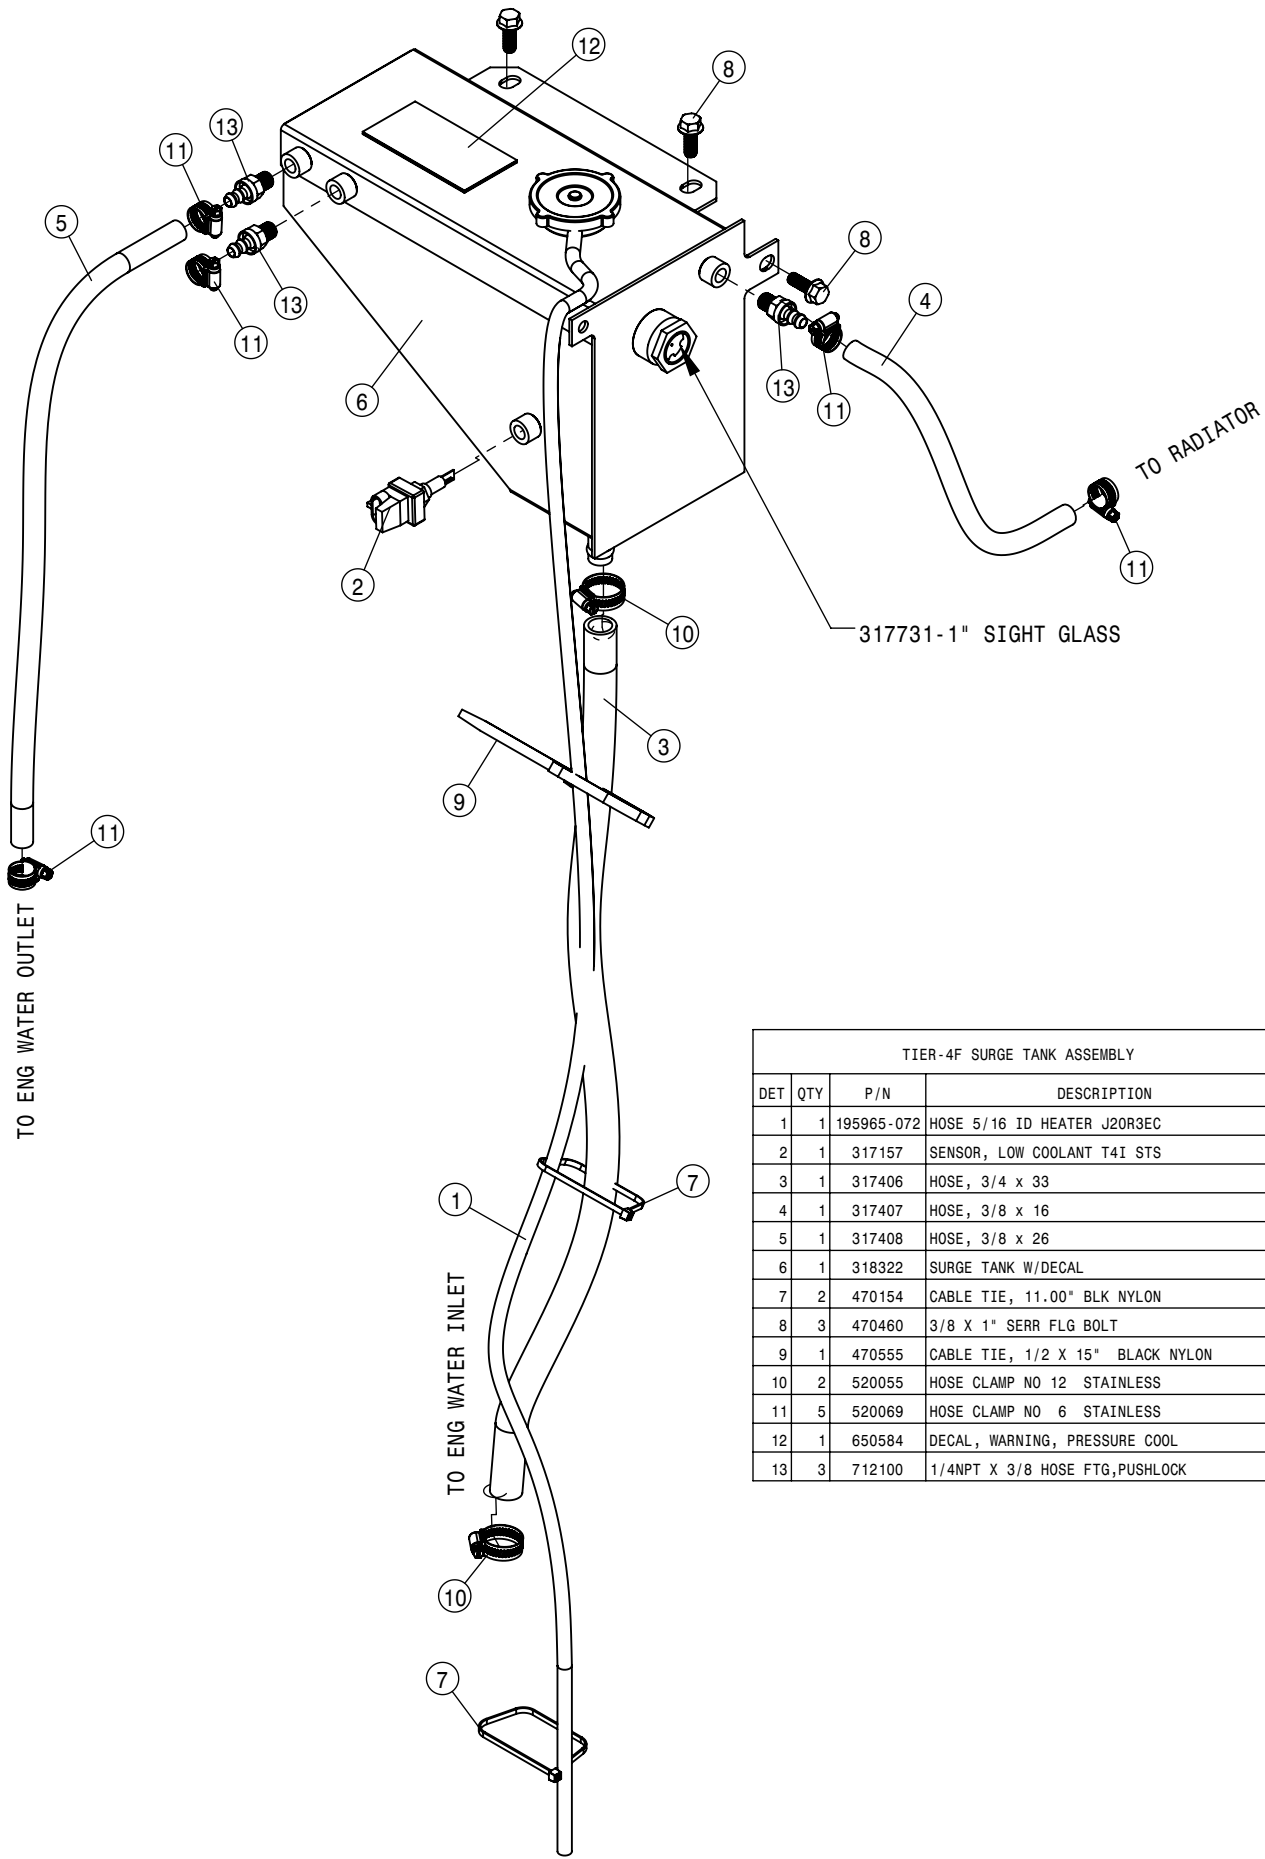 12
8
13
11
5
8
4
13
11
11
13
6
11
TO RADIATOR
2
11
10
317731-1" SIGHT GLASS
3
9
11
TO ENG WATER OUTLET
7
1
TO ENG WATER INLET
10
7
TIER-4F SURGE TANK ASSEMBLY
DET QTY P/N DESCRIPTION
1 1 195965-072 HOSE 5/16 ID HEATER J20R3EC
2 1 317157 SENSOR, LOW COOLANT T4I STS
3 1 317406 HOSE, 3/4 x 33
4 1 317407 HOSE, 3/8 x 16
5 1 317408 HOSE, 3/8 x 26
6 1 318322 SURGE TANK W/DECAL
7 2 470154 CABLE TIE, 11.00" BLK NYLON
8 3 470460 3/8 X 1" SERR FLG BOLT
9 1 470555 CABLE TIE, 1/2 X 15" BLACK NYLON
10 2 520055 HOSE CLAMP NO 12 STAINLESS
11 5 520069 HOSE CLAMP NO 6 STAINLESS
12 1 650584 DECAL, WARNING, PRESSURE COOL
13 3 712100 1/4NPT X 3/8 HOSE FTG,PUSHLOCK